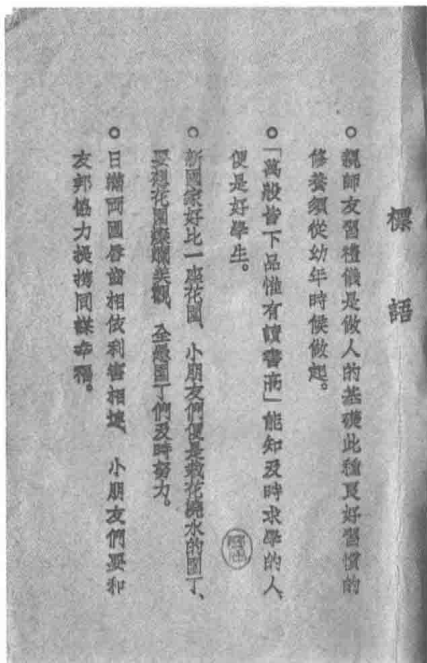 標語
○親師友習禮儀是做人的基礎此種良好習慣的
修養須從幼年時候做起。
○「萬般皆下品惟有讀書高」能知及時求學的人、
便是好學生。
○新國家好比一座花園、小朋友們便是栽花澆水的園丁、
要想花園燦爛美觀、全憑園丁們及時努力。
○日滿兩國唇齒相依利害相連、小朋友們要和
友邦協力提携同謀幸福。